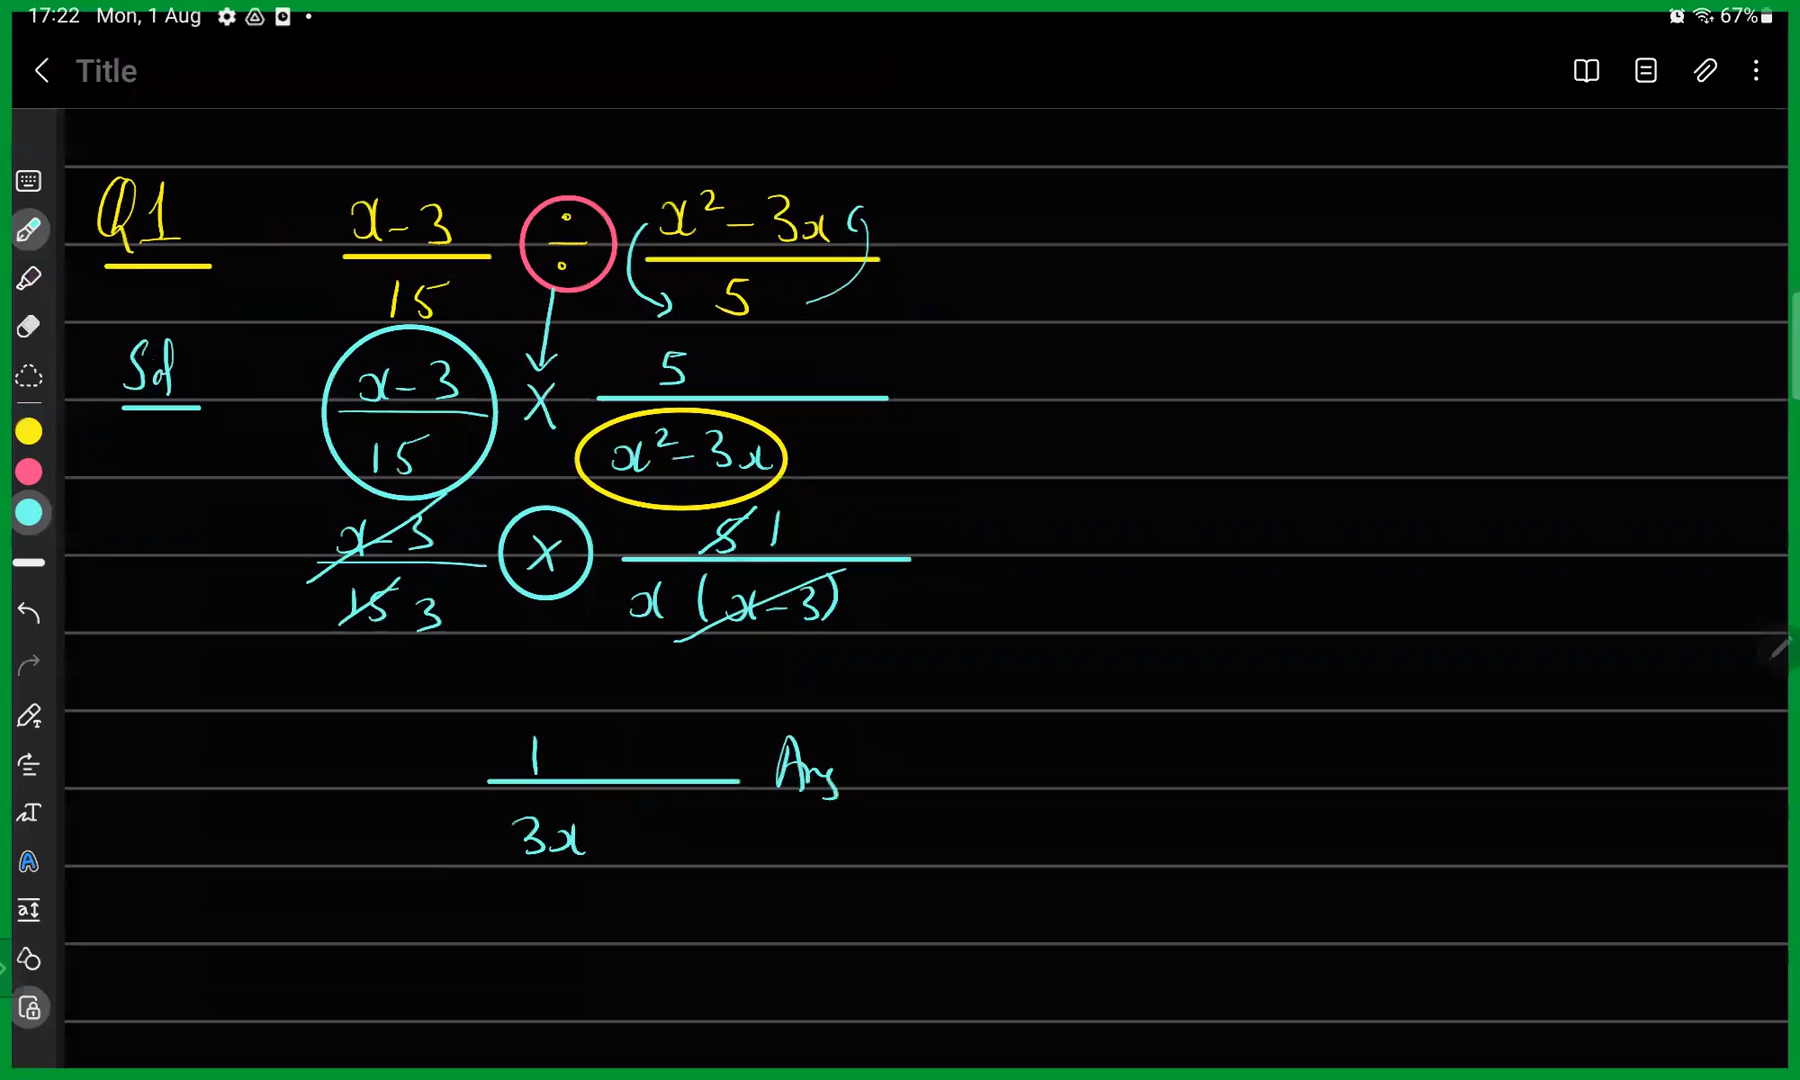 17:22 Mon, 1 Aug 67%
Title
Q1 x-3/15 ÷ x²-3x/5
Sol x-3/15 × 5/x²-3x
x-3/15 3 × 5 1/x(x-3)
1/3x Ans